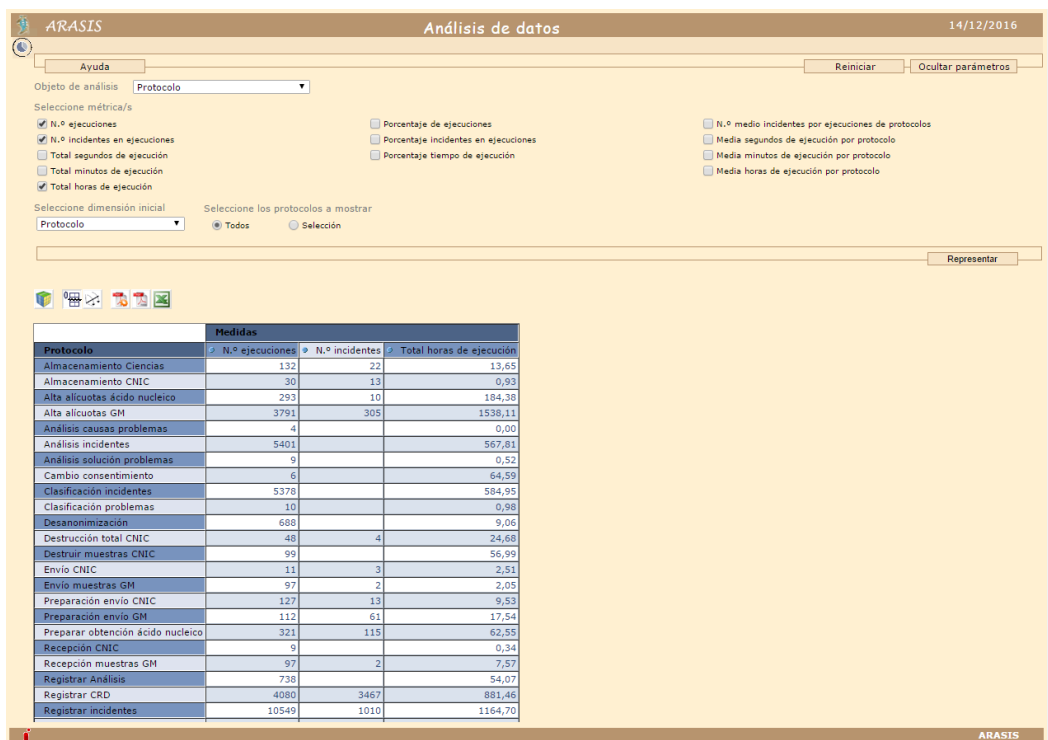 ARASIS Análisis de datos 14/12/2016
Ayuda Reiniciar Ocultar parámetros
Objeto de análisis Protocolo
Seleccione métrica/s
N.º ejecuciones Porcentaje de ejecuciones N.º medio incidentes por ejecuciones de protocolos
N.º incidentes en ejecuciones Porcentaje incidentes en ejecuciones Media segundos de ejecución por protocolo
Total segundos de ejecución Porcentaje tiempo de ejecución Media minutos de ejecución por protocolo
Total minutos de ejecución Media horas de ejecución por protocolo
Total horas de ejecución
Seleccione dimensión inicial Seleccione los protocolos a mostrar
Protocolo Todos Selección
Representar
Medidas
Protocolo N.º ejecuciones N.º incidentes Total horas de ejecución
Almacenamiento Ciencias 132 22 13,65
Almacenamiento CNIC 30 13 0,93
Alta alícuotas ácido nucleico 293 10 184,38
Alta alícuotas GM 3791 305 1538,11
Análisis causas problemas 4 0,00
Análisis incidentes 5401 567,81
Análisis solución problemas 9 0,52
Cambio consentimiento 6 64,59
Clasificación incidentes 5378 584,95
Clasificación problemas 10 0,98
Desanonimización 688 9,06
Destrucción total CNIC 48 4 24,68
Destruir muestras CNIC 99 56,99
Envío CNIC 11 3 2,51
Envío muestras GM 97 2 2,05
Preparación envío CNIC 127 13 9,53
Preparación envío GM 112 61 17,54
Preparar obtención ácido nucleico 321 115 62,55
Recepción CNIC 9 0,34
Recepción muestras GM 97 2 7,57
Registrar Análisis 738 54,07
Registrar CRD 4080 3467 881,46
Registrar incidentes 10549 1010 1164,70
ARASIS